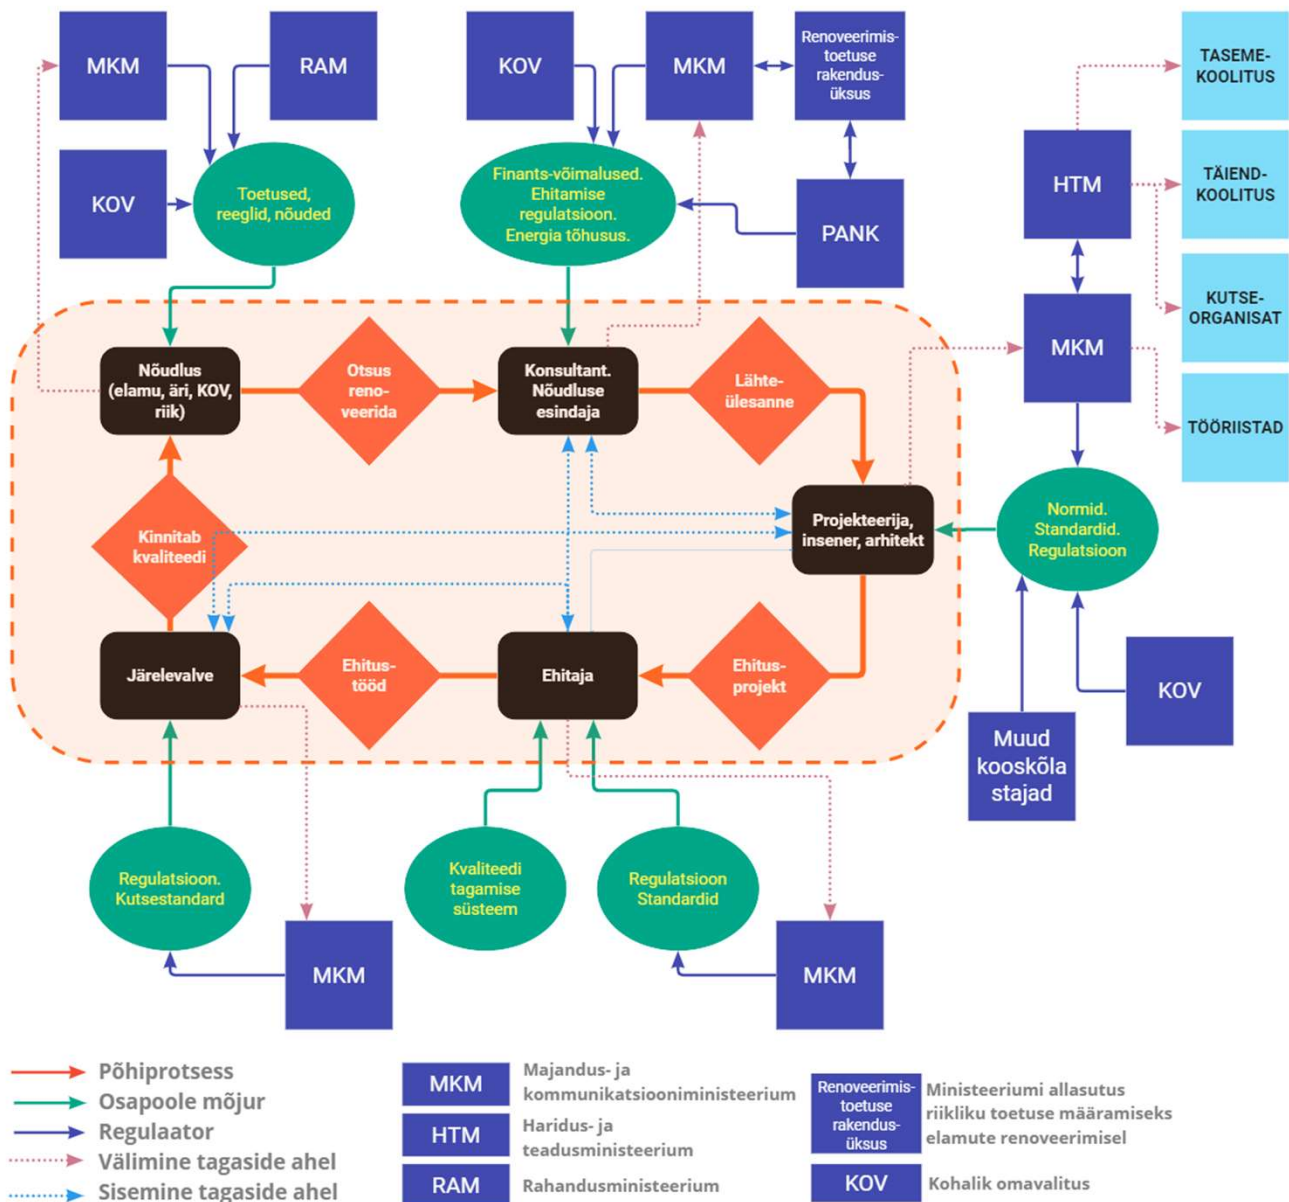 MKM
RAM
KOV
MKM
Renoveerimis-
toetuse
rakendus-
üksus
TASEME-
KOOLITUS
KOV
Toetused,
reeglid, nõuded
Finants-võimalused.
Ehitamise
regulatsioon.
Energia tõhusus.
PANK
HTM
TÄIEND-
KOOLITUS
KUTSE-
ORGANISAT
MKM
TÖÖRIISTAD
Nõudlus
(elamu, äri, KOV,
riik)
Otsus
reno-
veerida
Konsultant.
Nõudluse
esindaja
Lähte-
ülesanne
Projekteerija,
insener, arhitekt
Normid.
Standardid.
Regulatsioon
Kinnitab
kvaliteedi
Järelevalve
Ehitus-
tööd
Ehitaja
Ehitus-
projekt
KOV
Muud
kooskõla
stajad
Regulatsioon.
Kutsestandard
Kvaliteedi
tagamise
süsteem
Regulatsioon
Standardid
MKM
MKM
Põhiprotsess
Osapoole mõjur
Regulaator
Välimine tagaside ahel
Sisemine tagaside ahel
MKM
Majandus- ja
kommunikatsiooniministeerium
HTM
Haridus- ja
teadusministeerium
RAM
Rahandusministeerium
Renoveerimis-
toetuse
rakendus-
üksus
Ministeeriumi allasutus
riikliku toetuse määramiseks
elamute renoveerimisel
KOV
Kohalik omavalitus